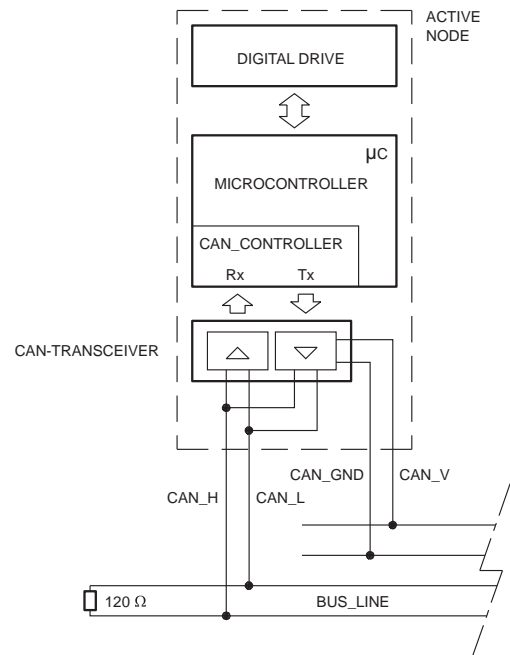 ACTIVE
NODE
DIGITAL DRIVE
μC
MICROCONTROLLER
CAN_CONTROLLER
Rx Tx
CAN-TRANSCEIVER
CAN_GND CAN_V
CAN_H CAN_L
120 Ω BUS_LINE